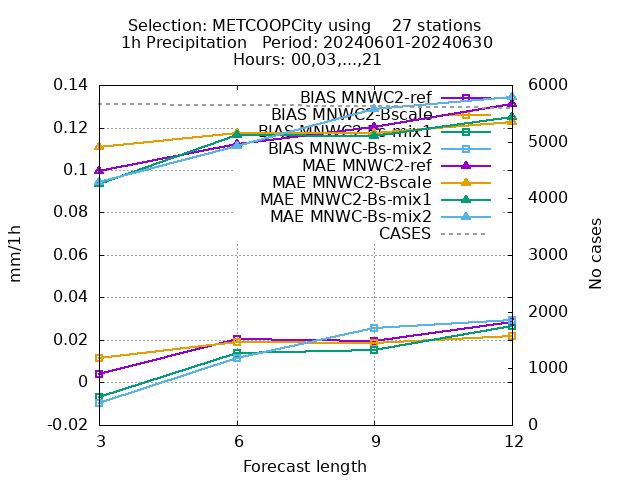 Selection: METCOOPCity using 27 stations
1h Precipitation Period: 20240601-20240630
Hours: 00,03,...,21
0.14
0.12
0.1
0.08
0.06
0.04
0.02
0
-0.02
mm/1h
BIAS MNWC2-ref
BIAS MNWC2-Bscale
BIAS MNWC2-Bs-mix1
BIAS MNWC-Bs-mix2
MAE MNWC2-ref
MAE MNWC2-Bscale
MAE MNWC2-Bs-mix1
MAE MNWC-Bs-mix2
CASES
6000
5000
4000
3000
2000
1000
0
No cases
3 6 9 12
Forecast length